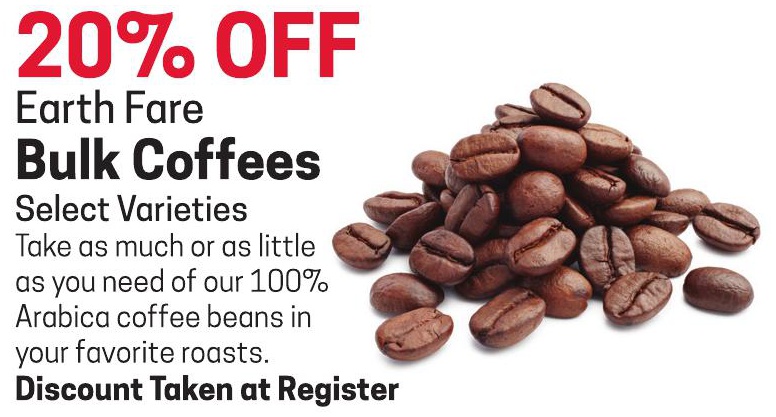 20% OFF
Earth Fare
Bulk Coffees
Select Varieties
Take as much or as little
as you need of our 100%
Arabica coffee beans in
your favorite roasts.
Discount Taken at Register